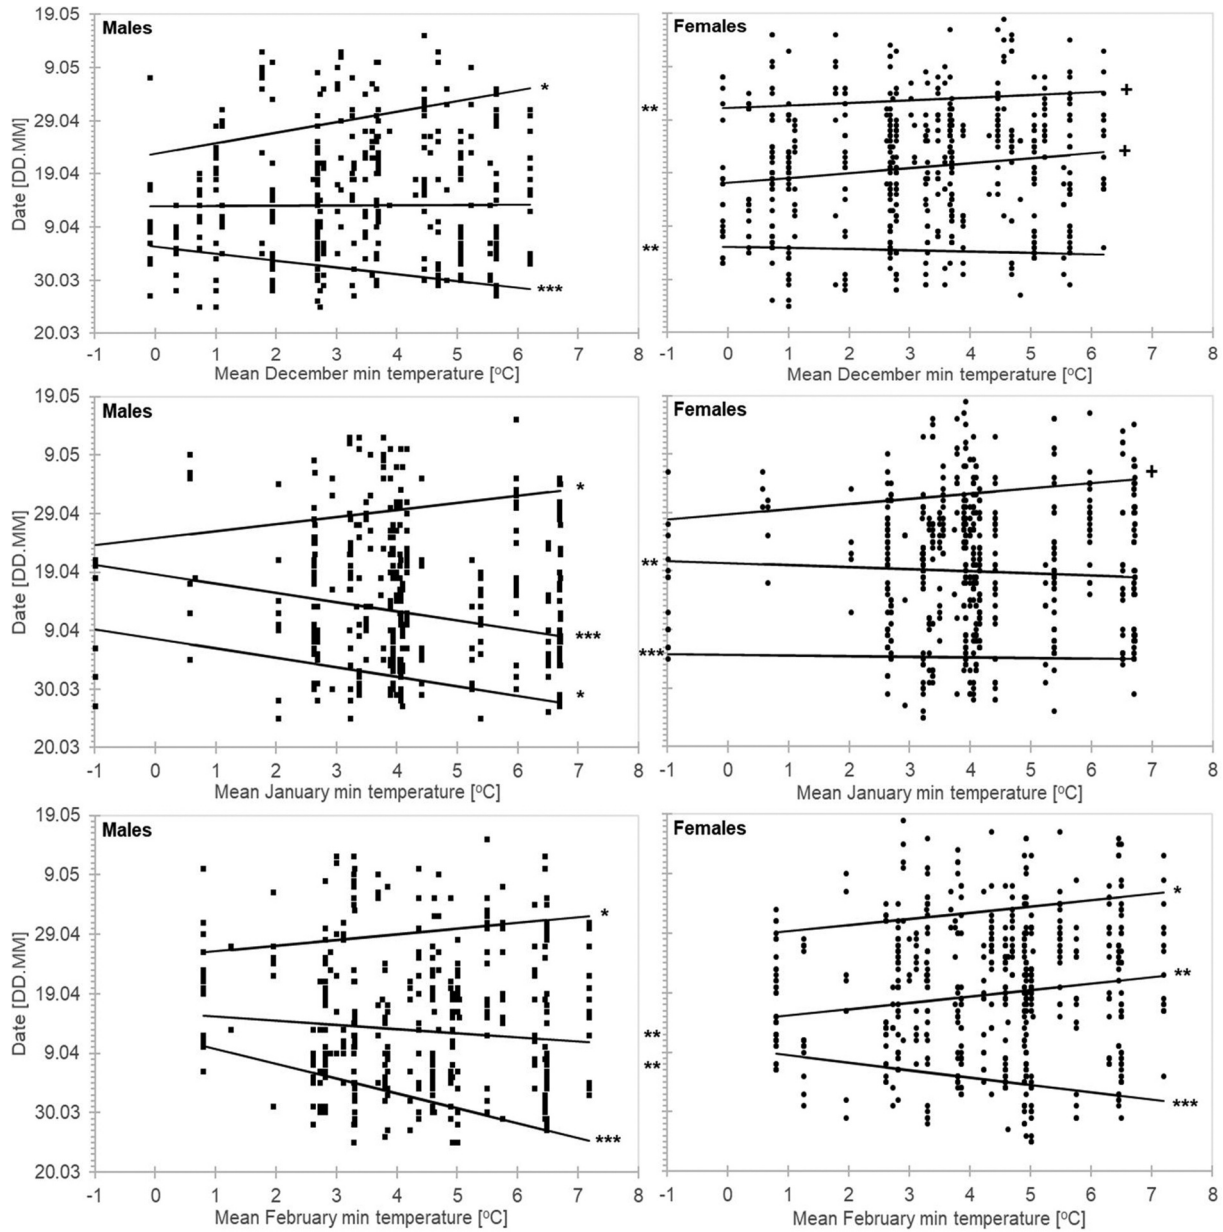 19.05
Males
9.05
29.04
19.04
9.04
30.03
20.03
Date [DD.MM]
*
***
-1 0 1 2 3 4 5 6 7 8
Mean December min temperature [oC]
Females
**
**
+
+
-1 0 1 2 3 4 5 6 7 8
Mean December min temperature [oC]
19.05
Males
9.05
29.04
19.04
9.04
30.03
20.03
Date [DD.MM]
*
***
*
-1 0 1 2 3 4 5 6 7 8
Mean January min temperature [oC]
Females
+
**
***
-1 0 1 2 3 4 5 6 7 8
Mean January min temperature [oC]
19.05
Males
9.05
29.04
19.04
9.04
30.03
20.03
Date [DD.MM]
*
***
-1 0 1 2 3 4 5 6 7 8
Mean February min temperature [oC]
Females
*
**
**
**
***
-1 0 1 2 3 4 5 6 7 8
Mean February min temperature [oC]